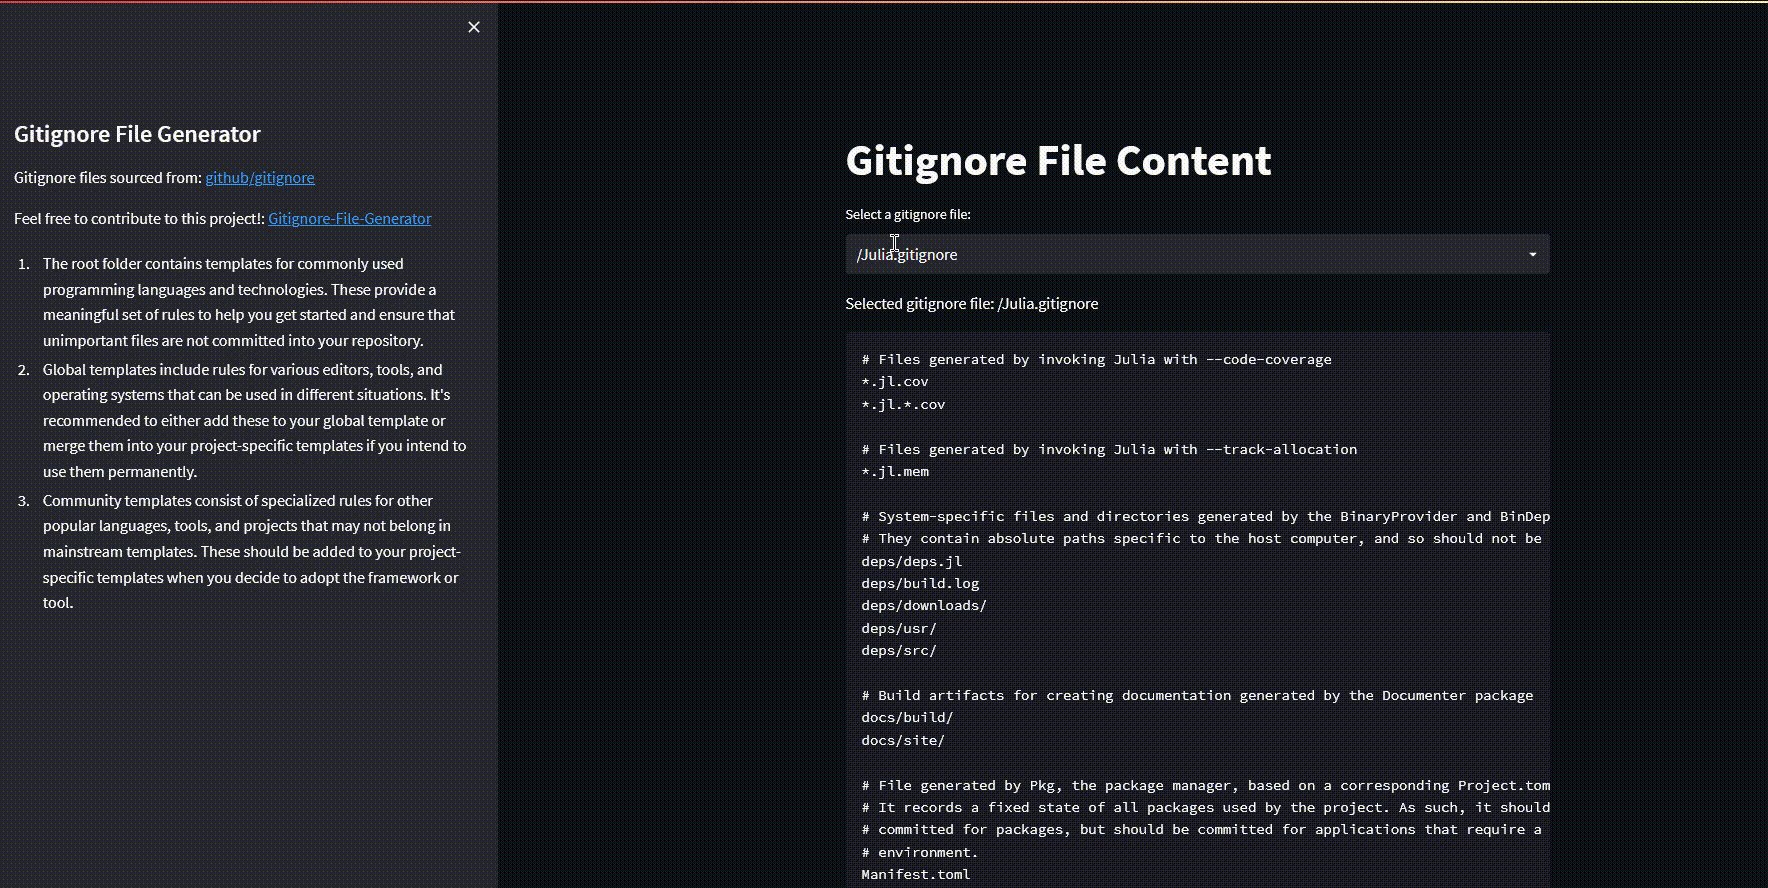 Gitignore File Generator
Gitignore files sourced from: github/gitignore
Feel free to contribute to this project!: Gitignore-File-Generator
1. The root folder contains templates for commonly used
programming languages and technologies. These provide a
meaningful set of rules to help you get started and ensure that
unimportant files are not committed into your repository.
2. Global templates include rules for various editors, tools, and
operating systems that can be used in different situations. It's
recommended to either add these to your global template or
merge them into your project-specific templates if you intend to
use them permanently.
3. Community templates consist of specialized rules for other
popular languages, tools, and projects that may not belong in
mainstream templates. These should be added to your project-
specific templates when you decide to adopt the framework or
tool.
Gitignore File Content
Select a gitignore file:
/Julia.gitignore
Selected gitignore file: /Julia.gitignore
# Files generated by invoking Julia with --code-coverage
*.jl.cov
*.jl.*.cov
# Files generated by invoking Julia with --track-allocation
*.jl.mem
# System-specific files and directories generated by the BinaryProvider and BinDep
# They contain absolute paths specific to the host computer, and so should not be
deps/deps.jl
deps/build.log
deps/downloads/
deps/usr/
deps/src/
# Build artifacts for creating documentation generated by the Documenter package
docs/build/
docs/site/
# File generated by Pkg, the package manager, based on a corresponding Project.tom
# It records a fixed state of all packages used by the project. As such, it should
# committed for packages, but should be committed for applications that require a
# environment.
Manifest.toml